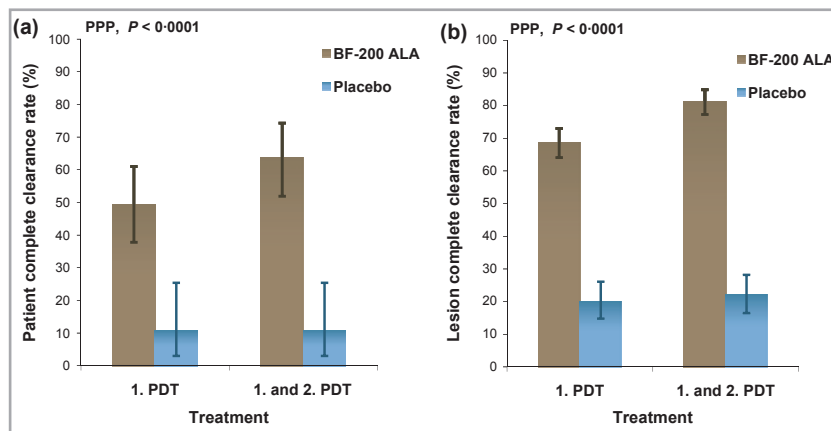 (a)
PPP, P < 0·0001
BF-200 ALA
Placebo
Patient complete clearance rate (%)
100
90
80
70
60
50
40
30
20
10
0
1. PDT
1. and 2. PDT
Treatment
(b)
PPP, P < 0·0001
BF-200 ALA
Placebo
Lesion complete clearance rate (%)
100
90
80
70
60
50
40
30
20
10
0
1. PDT
1. and 2. PDT
Treatment